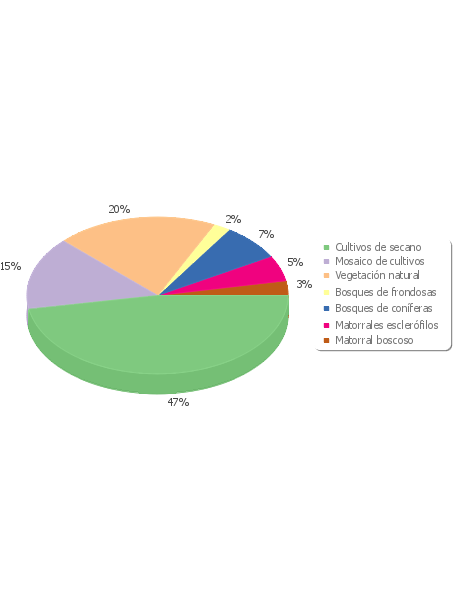 20%
2%
7%
15%
5%
3%
47%
Cultivos de secano
Mosaico de cultivos
Vegetación natural
Bosques de frondosas
Bosques de coníferas
Matorrales esclerófilos
Matorral boscoso